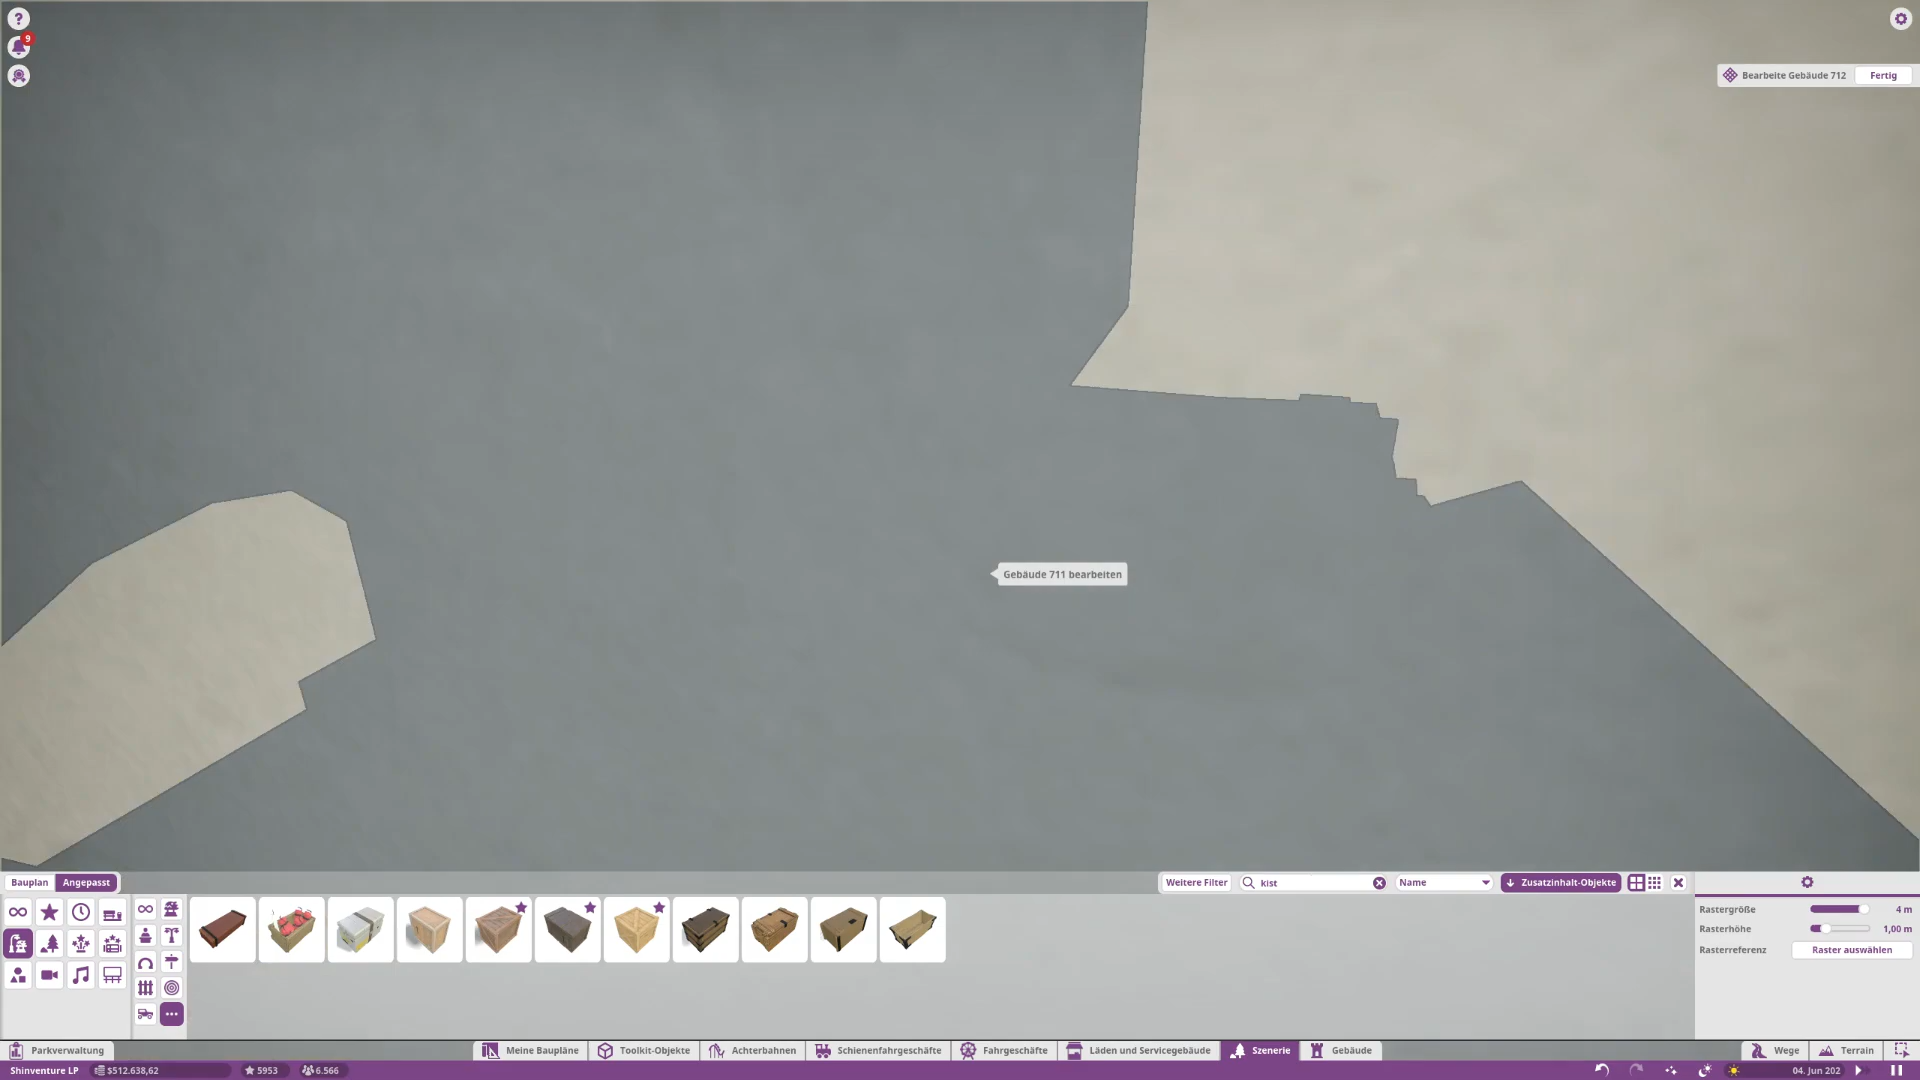 ?
9
Bearbeite Gebäude 712
Fertig
Gebäude 711 bearbeiten
Bauplan
Angepasst
Weitere Filter
kist
Name
Zusatzinhalt-Objekte
Rastergröße
4 m
Rasterhöhe
1,00 m
Rasterreferenz
Raster auswählen
Parkverwaltung
Meine Baupläne
Toolkit-Objekte
Achterbahnen
Schienenfahrgeschäfte
Fahrgeschäfte
Läden und Servicegebäude
Szenerie
Gebäude
Wege
Terrain
Shinventure LP
$512.638,62
5953
6.566
04. Jun 202